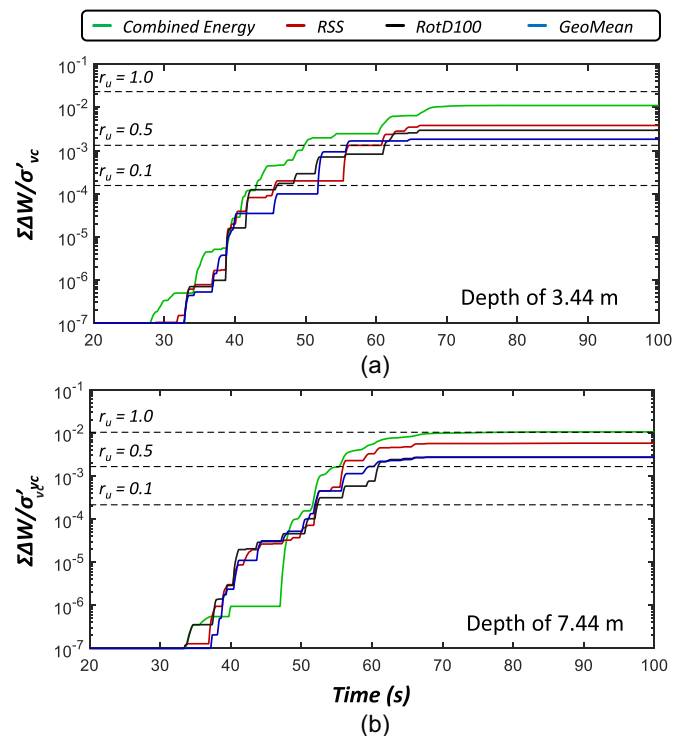 Combined Energy RSS RotD100 GeoMean
10⁻¹
r_u = 1.0
10⁻²
r_u = 0.5
10⁻³
r_u = 0.1
10⁻⁴
10⁻⁵
10⁻⁶
10⁻⁷
ΣΔW/σ'vc
Depth of 3.44 m
20 30 40 50 60 70 80 90 100
(a)
10⁻¹
r_u = 1.0
10⁻²
r_u = 0.5
10⁻³
r_u = 0.1
10⁻⁴
10⁻⁵
10⁻⁶
10⁻⁷
ΣΔW/σ'vc
vc
Depth of 7.44 m
20 30 40 50 60 70 80 90 100
Time (s)
(b)